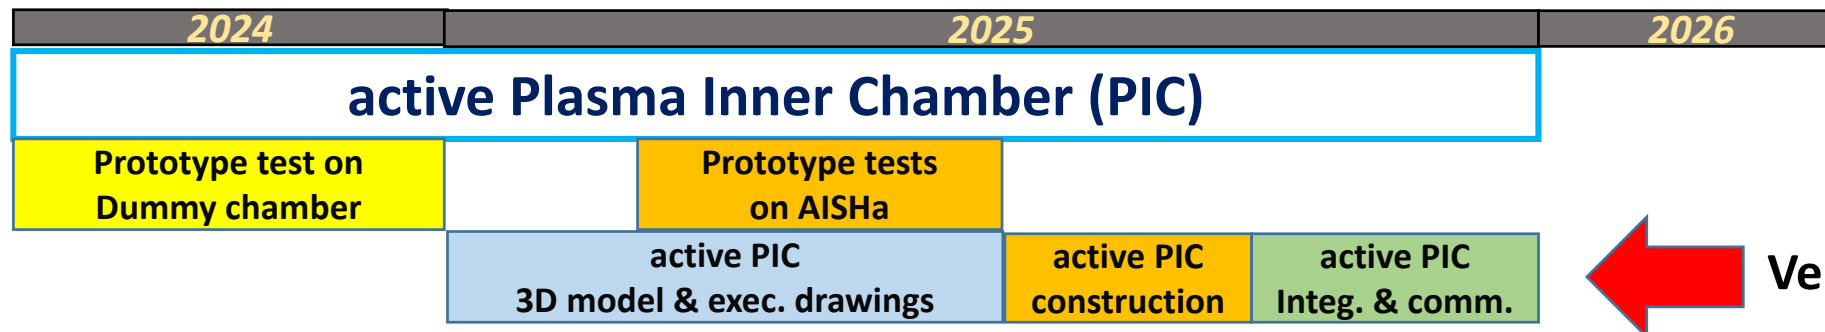 2024 2025 2026
active Plasma Inner Chamber (PIC)
Prototype test on
Dummy chamber
Prototype tests
on AISHa
active PIC
3D model & exec. drawings
active PIC
construction
active PIC
Integ. & comm.
Ve